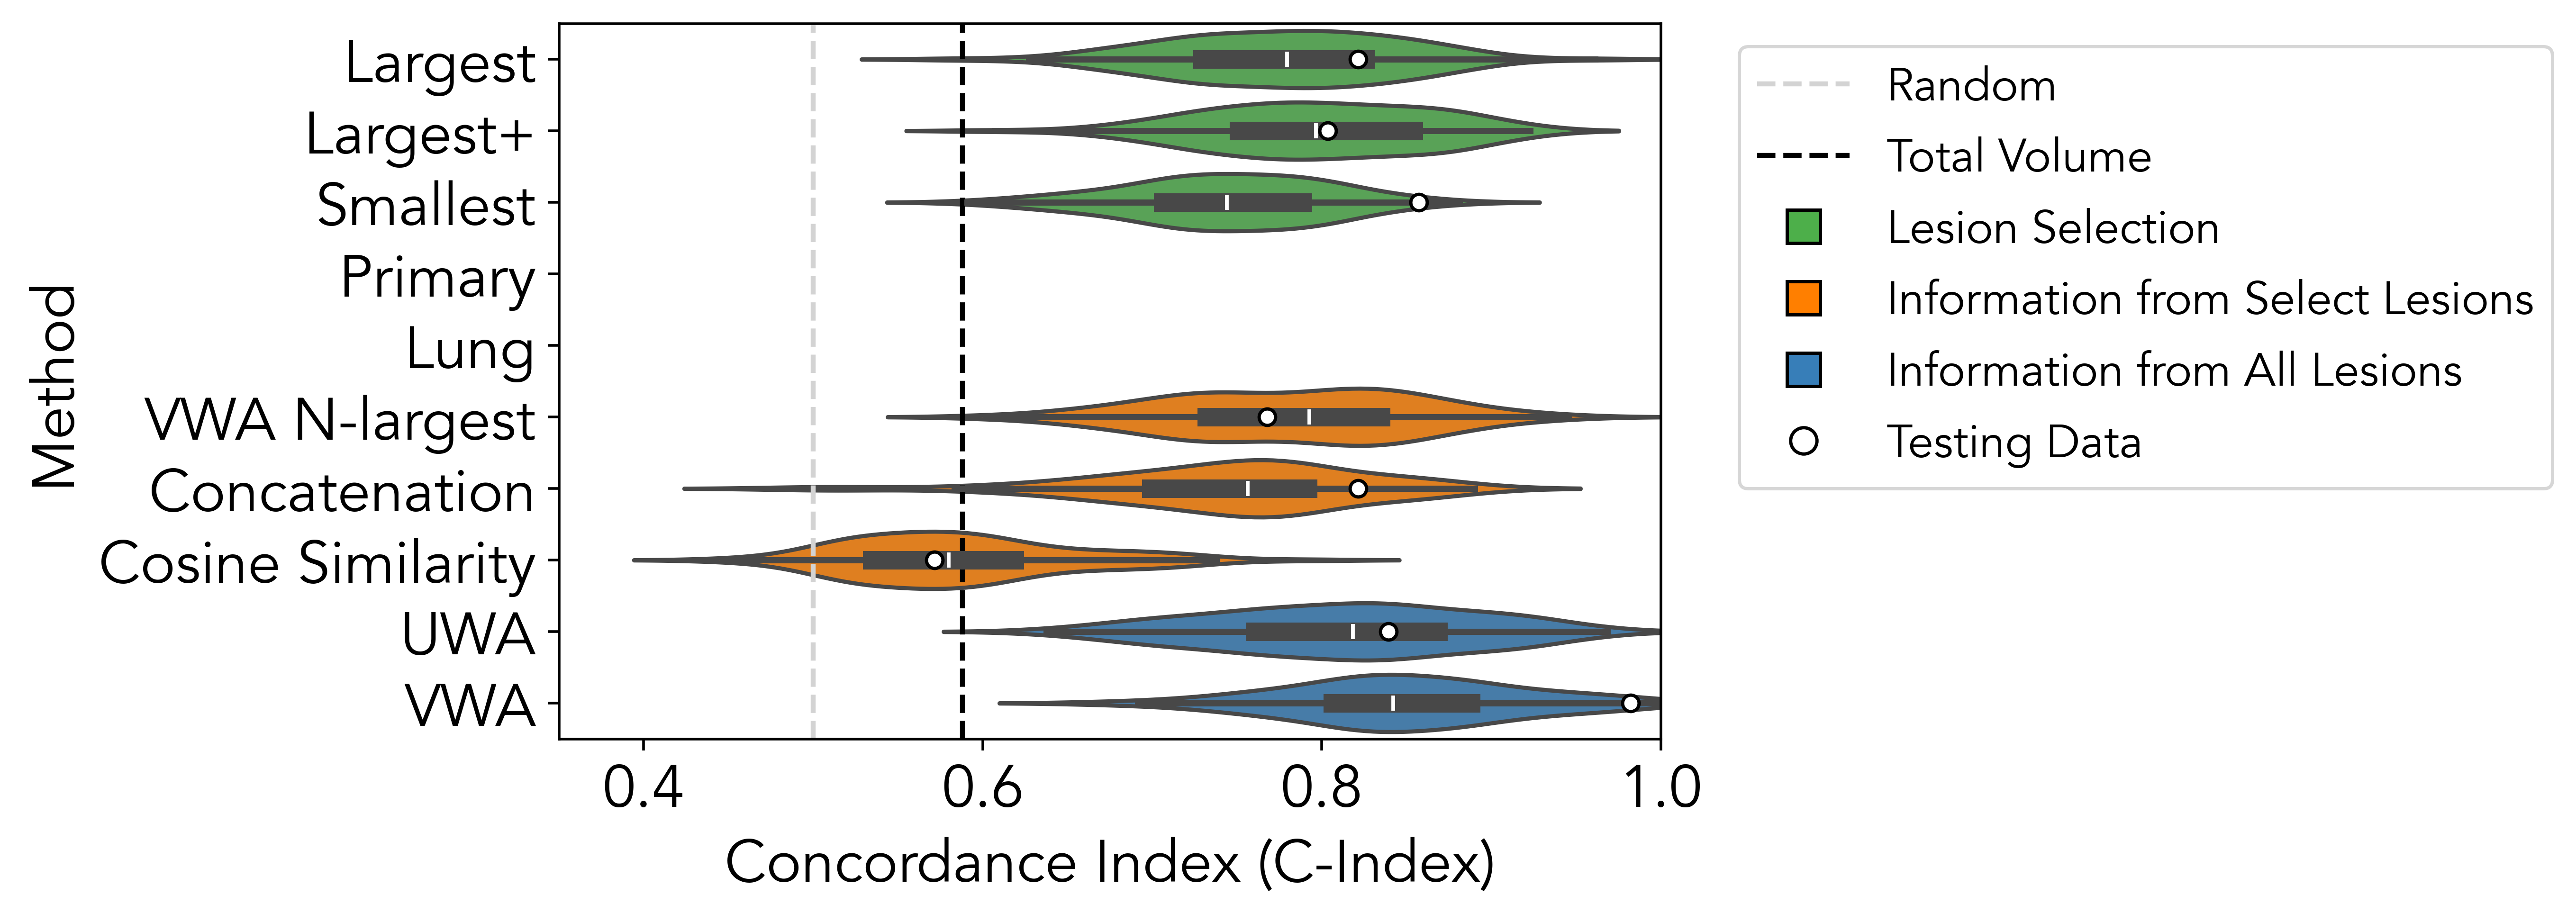 Largest
Largest+
Smallest
Primary
Lung
VWA N-largest
Concatenation
Cosine Similarity
UWA
VWA
Method
0.4 0.6 0.8 1.0
Concordance Index (C-Index)
Random
Total Volume
Lesion Selection
Information from Select Lesions
Information from All Lesions
Testing Data